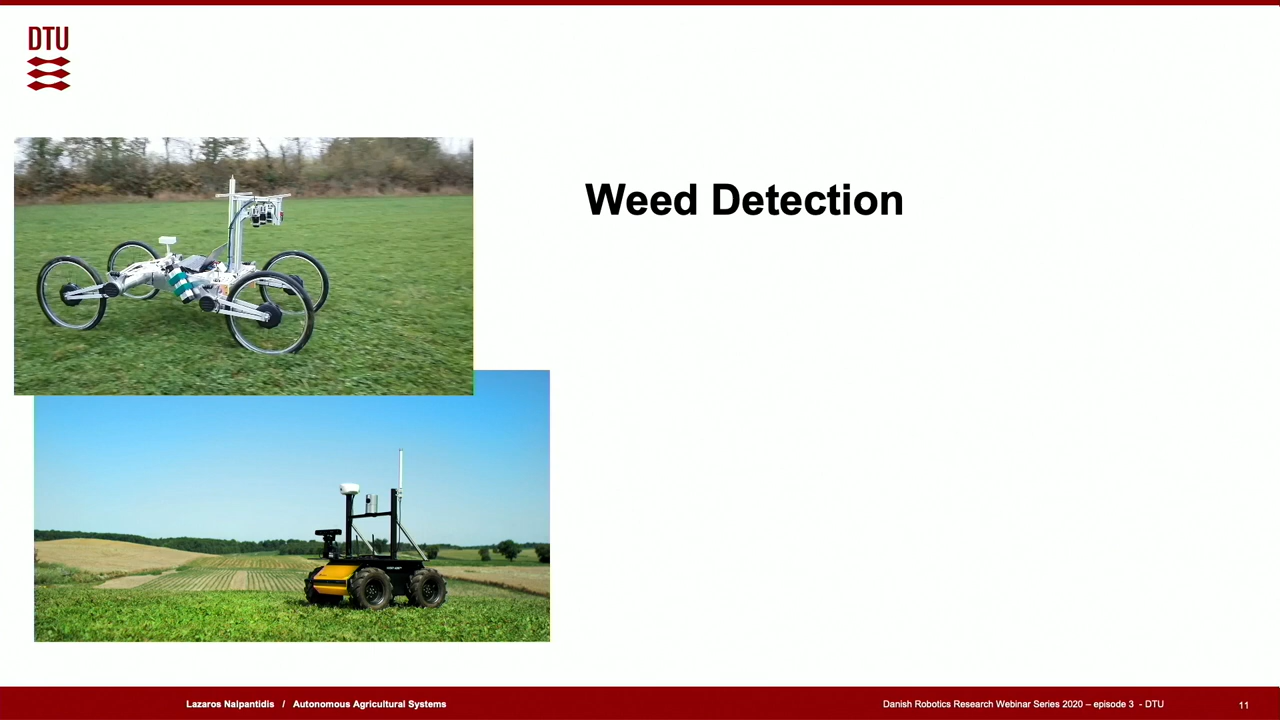 DTU
Weed Detection
Lazaros Nalpantidis / Autonomous Agricultural Systems
Danish Robotics Research Webinar Series 2020 – episode 3 - DTU
11